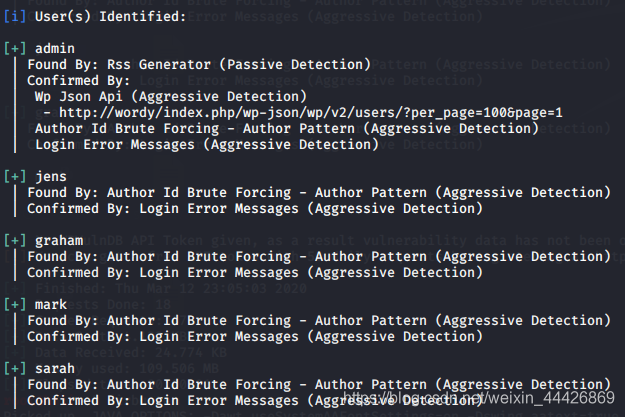 [i] User(s) Identified:
[+] admin
| Found By: Rss Generator (Passive Detection)
| Confirmed By:
|  Wp Json Api (Aggressive Detection)
|   - http://wordy/index.php/wp-json/wp/v2/users/?per_page=100&page=1
|  Author Id Brute Forcing - Author Pattern (Aggressive Detection)
|  Login Error Messages (Aggressive Detection)
[+] jens
| Found By: Author Id Brute Forcing - Author Pattern (Aggressive Detection)
| Confirmed By: Login Error Messages (Aggressive Detection)
[+] graham
| Found By: Author Id Brute Forcing - Author Pattern (Aggressive Detection)
| Confirmed By: Login Error Messages (Aggressive Detection)
[+] mark
| Found By: Author Id Brute Forcing - Author Pattern (Aggressive Detection)
| Confirmed By: Login Error Messages (Aggressive Detection)
[+] sarah
| Found By: Author Id Brute Forcing - Author Pattern (Aggressive Detection)
| Confirmed By: Login Error Messages (Aggressive Detection)
https://blog.csdn.net/weixin_44426869